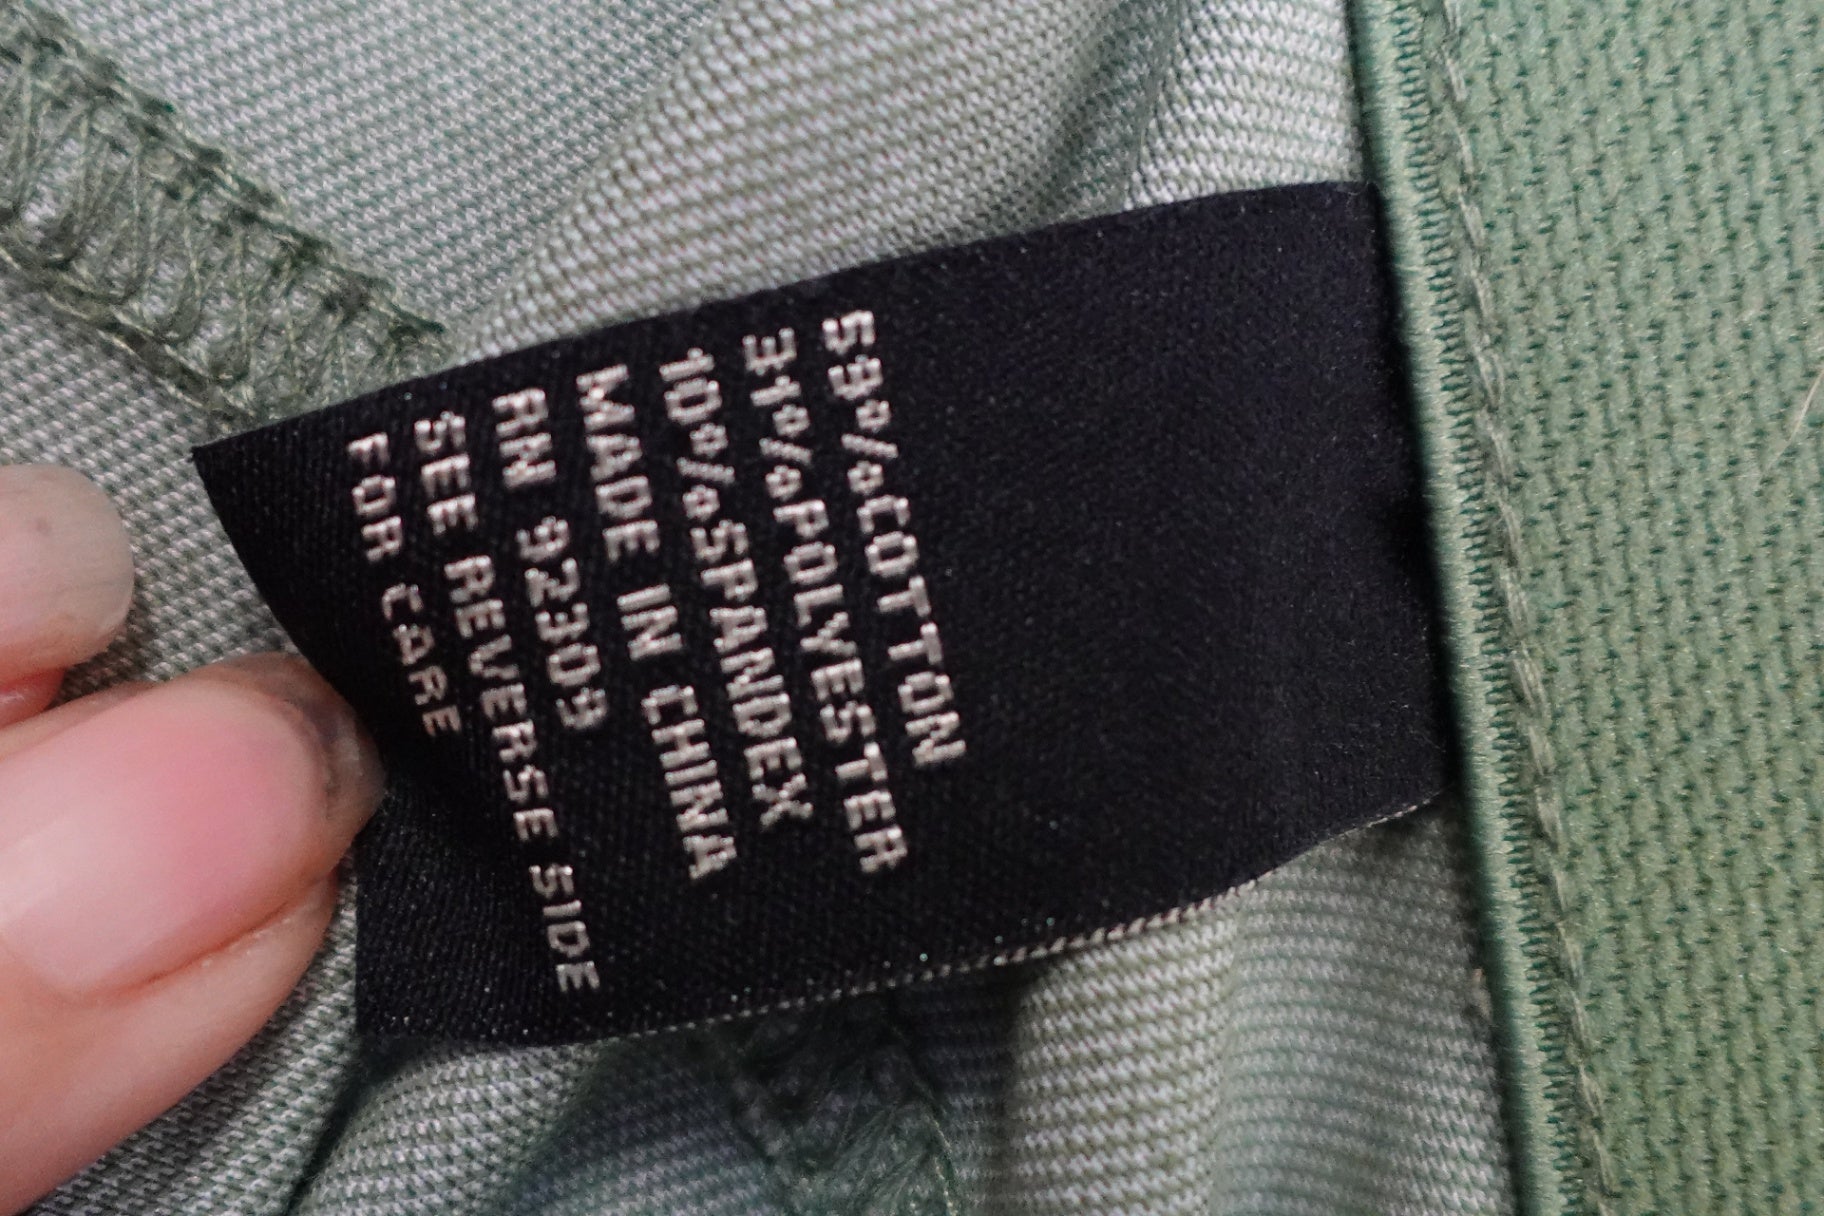 59%COTTON
31%POLYESTER
10%SPANDEX
MADE IN CHINA
RN 92309
SEE REVERSE SIDE
FOR CARE